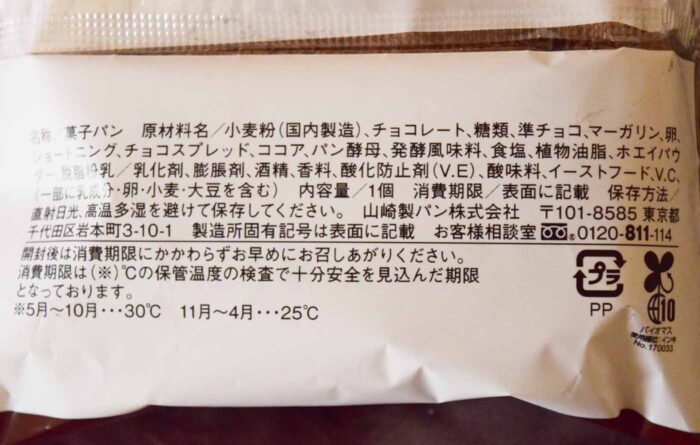 名称／菓子パン 原材料名／小麦粉（国内製造）、チョコレート、糖類、準チョコ、マーガリン、卵、
ショートニング、チョコスプレッド、ココア、パン酵母、発酵風味料、食塩、植物油脂、ホエイパウ
ダー、脱脂粉乳／乳化剤、膨脹剤、酒精、香料、酸化防止剤（V.E）、酸味料、イーストフード、V.C、
（一部に乳成分・卵・小麦・大豆を含む） 内容量／1個 消費期限／表面に記載 保存方法／
直射日光、高温多湿を避けて保存してください。 山崎製パン株式会社 〒101-8585 東京都
千代田区岩本町3-10-1 製造所固有記号は表面に記載 お客様相談室 0120-811-114
開封後は消費期限にかかわらずお早めにお召しあがりください。
消費期限は（※）℃の保管温度の検査で十分安全を見込んだ期限
となっております。
※5月～10月･･･30℃ 11月～4月･･･25℃
プラ
PP
10
バイオマス
使用部位：インキ
No. 170033